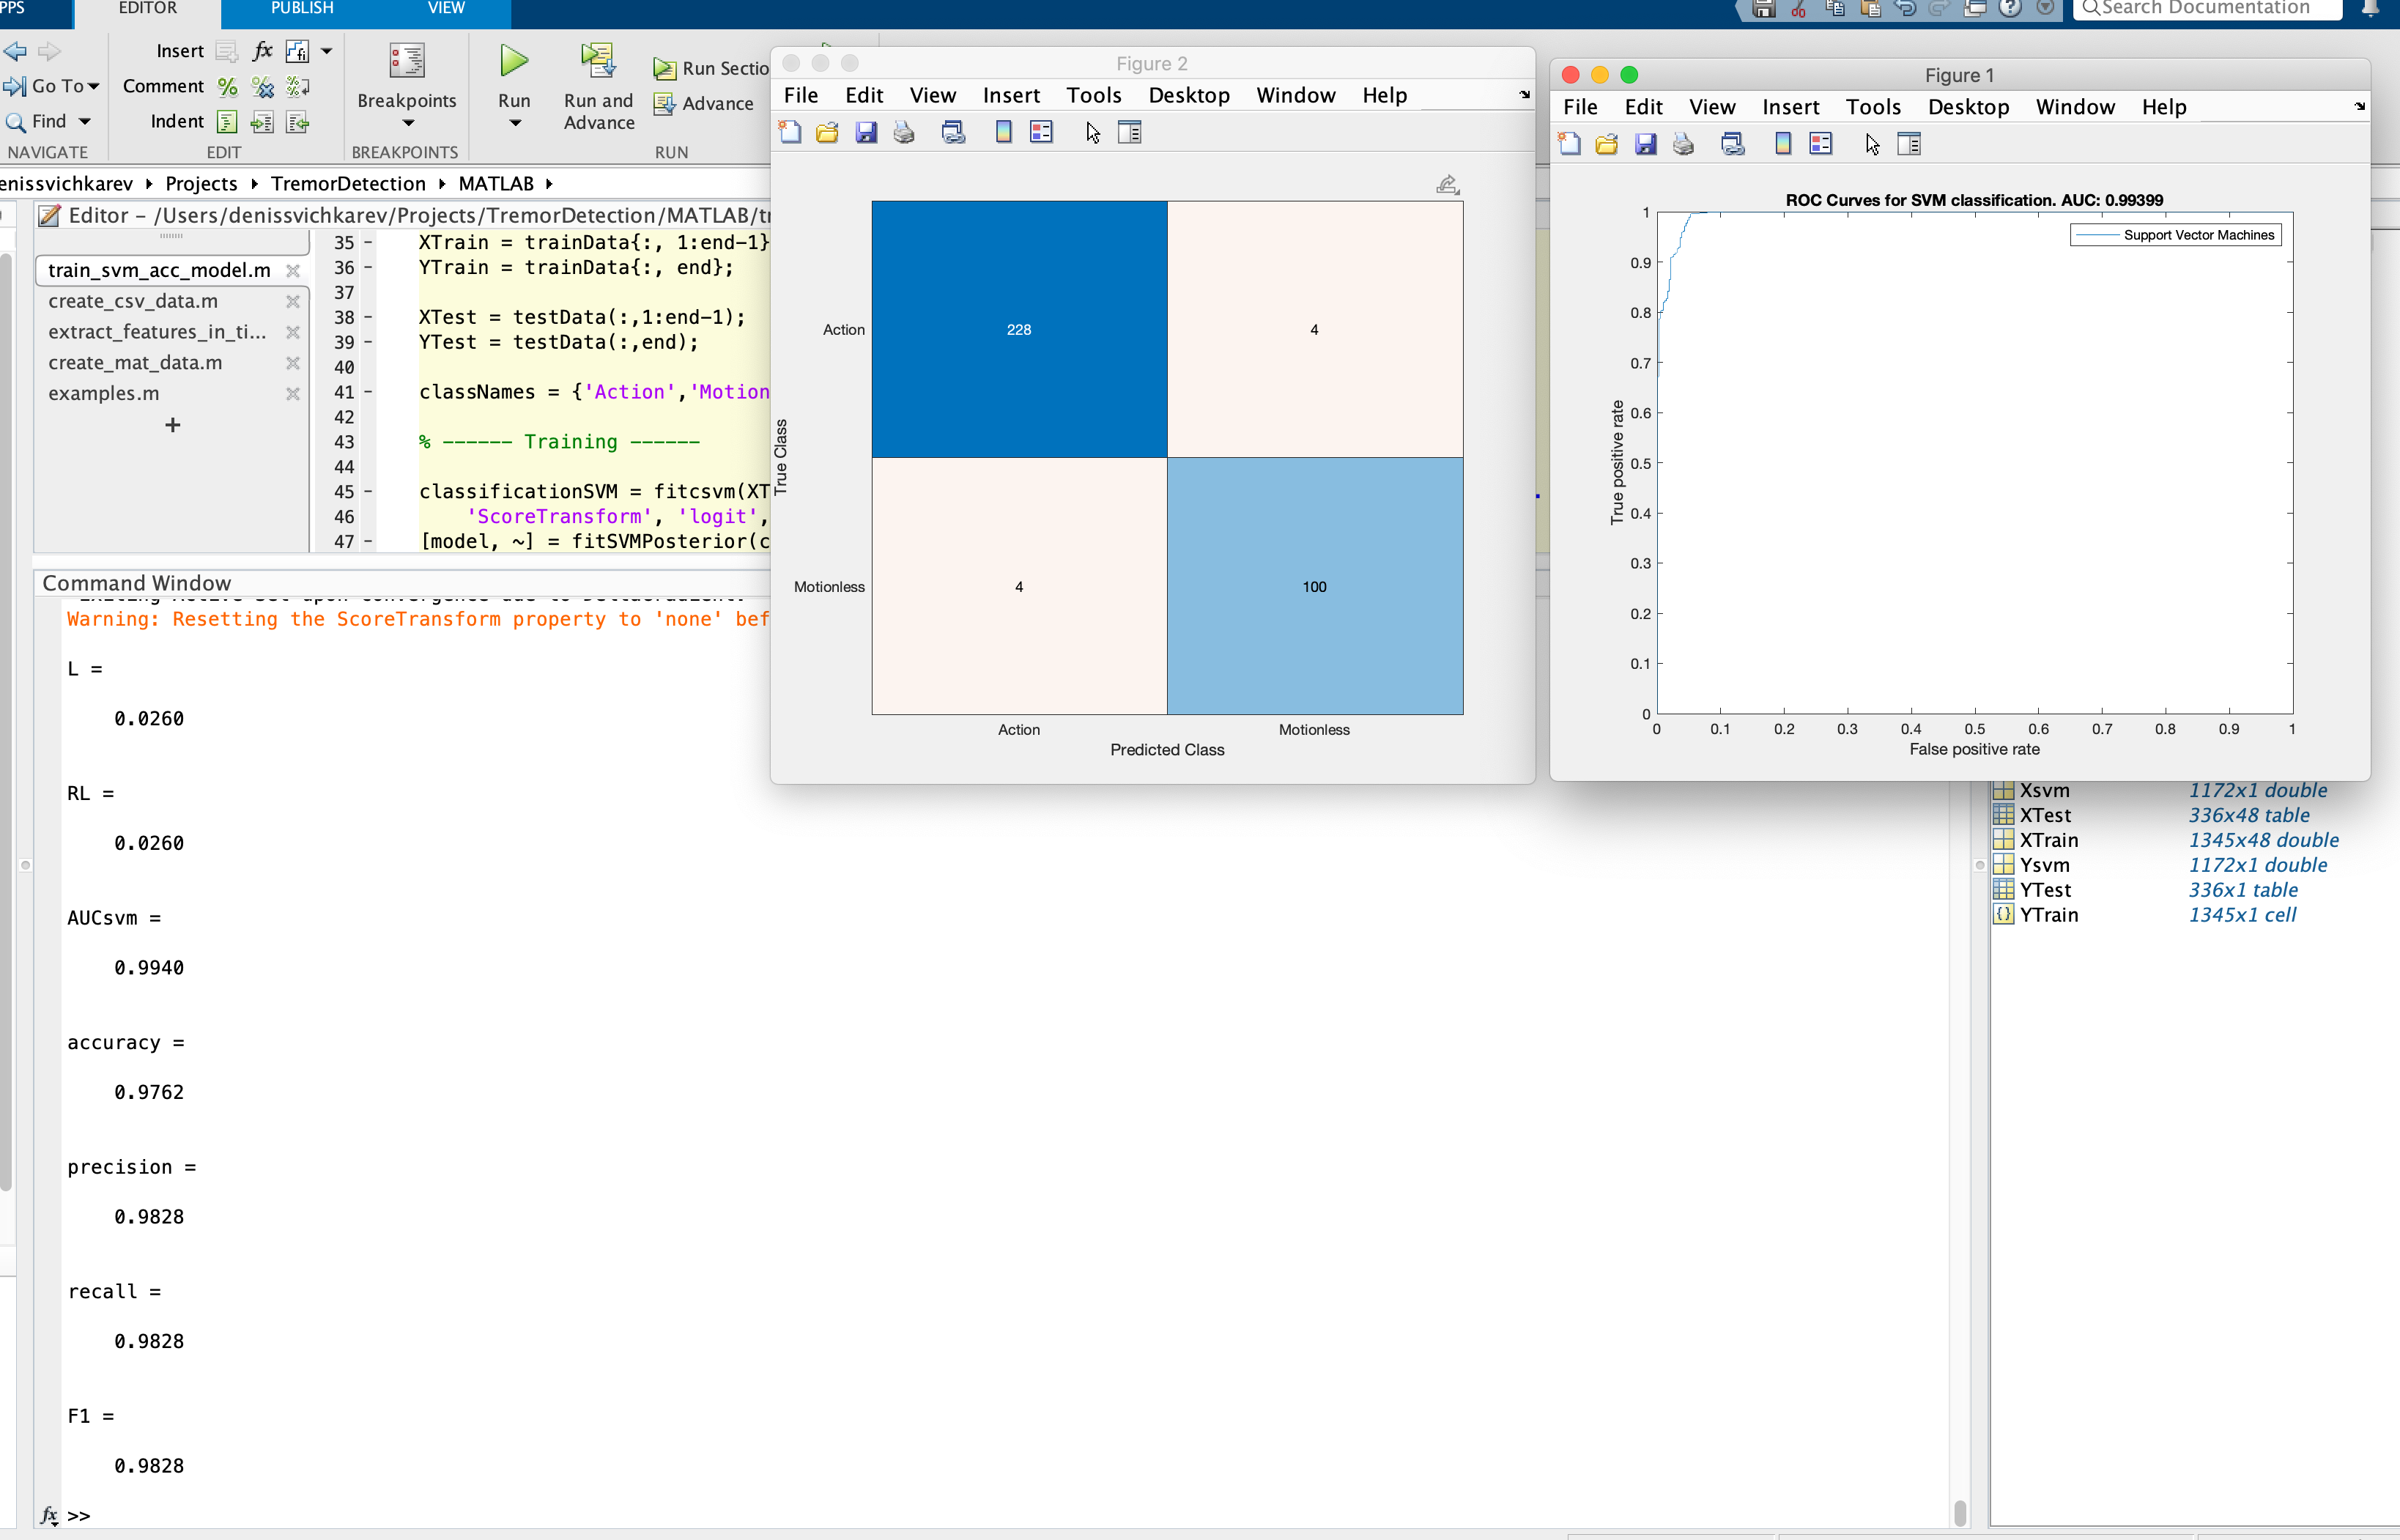 PPS EDITOR PUBLISH VIEW
Search Documentation
Insert fx
Go To Comment
Find Indent
Breakpoints
Run
Run and Advance
Run Sectio
Advance
NAVIGATE EDIT BREAKPOINTS RUN
enissvichkarev Projects TremorDetection MATLAB
Editor – /Users/denissvichkarev/Projects/TremorDetection/MATLAB/tr
train_svm_acc_model.m
create_csv_data.m
extract_features_in_ti...
create_mat_data.m
examples.m
+
35 – XTrain = trainData{:, 1:end-1}
36 – YTrain = trainData{:, end};
37
38 – XTest = testData(:,1:end-1);
39 – YTest = testData(:,end);
40
41 – classNames = {'Action','Motion
42
43 % ------ Training ------
44
45 – classificationSVM = fitcsvm(XT
46 'ScoreTransform', 'logit',
47 – [model, ~] = fitSVMPosterior(c
Command Window
Warning: Resetting the ScoreTransform property to 'none' bef
L =
0.0260
RL =
0.0260
AUCsvm =
0.9940
accuracy =
0.9762
precision =
0.9828
recall =
0.9828
F1 =
0.9828
fx >>
Figure 2
File Edit View Insert Tools Desktop Window Help
True Class
Action
228 4
Motionless
4 100
Action Motionless
Predicted Class
Figure 1
File Edit View Insert Tools Desktop Window Help
ROC Curves for SVM classification. AUC: 0.99399
Support Vector Machines
True positive rate
1
0.9
0.8
0.7
0.6
0.5
0.4
0.3
0.2
0.1
0
0 0.1 0.2 0.3 0.4 0.5 0.6 0.7 0.8 0.9 1
False positive rate
Xsvm 1172x1 double
XTest 336x48 table
XTrain 1345x48 double
Ysvm 1172x1 double
YTest 336x1 table
YTrain 1345x1 cell